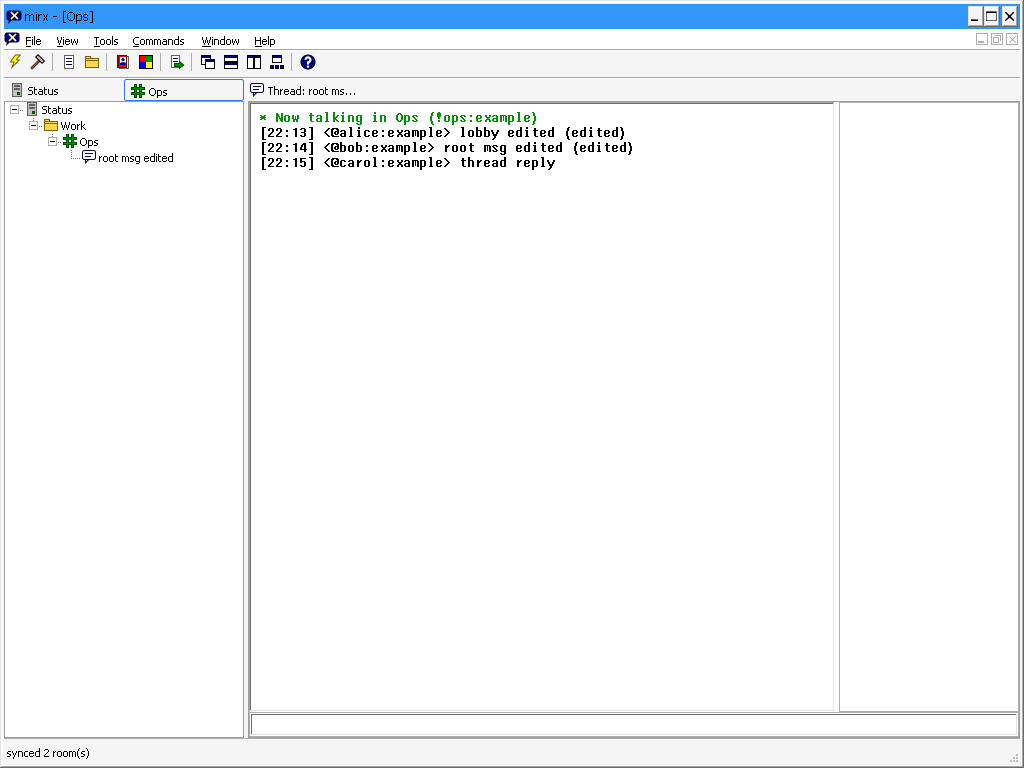 mirx - [Ops]
File View Tools Commands Window Help
Status Ops Thread: root ms...
Status
Work
Ops
root msg edited
* Now talking in Ops (!ops:example)
[22:13] <@alice:example> lobby edited (edited)
[22:14] <@bob:example> root msg edited (edited)
[22:15] <@carol:example> thread reply
synced 2 room(s)